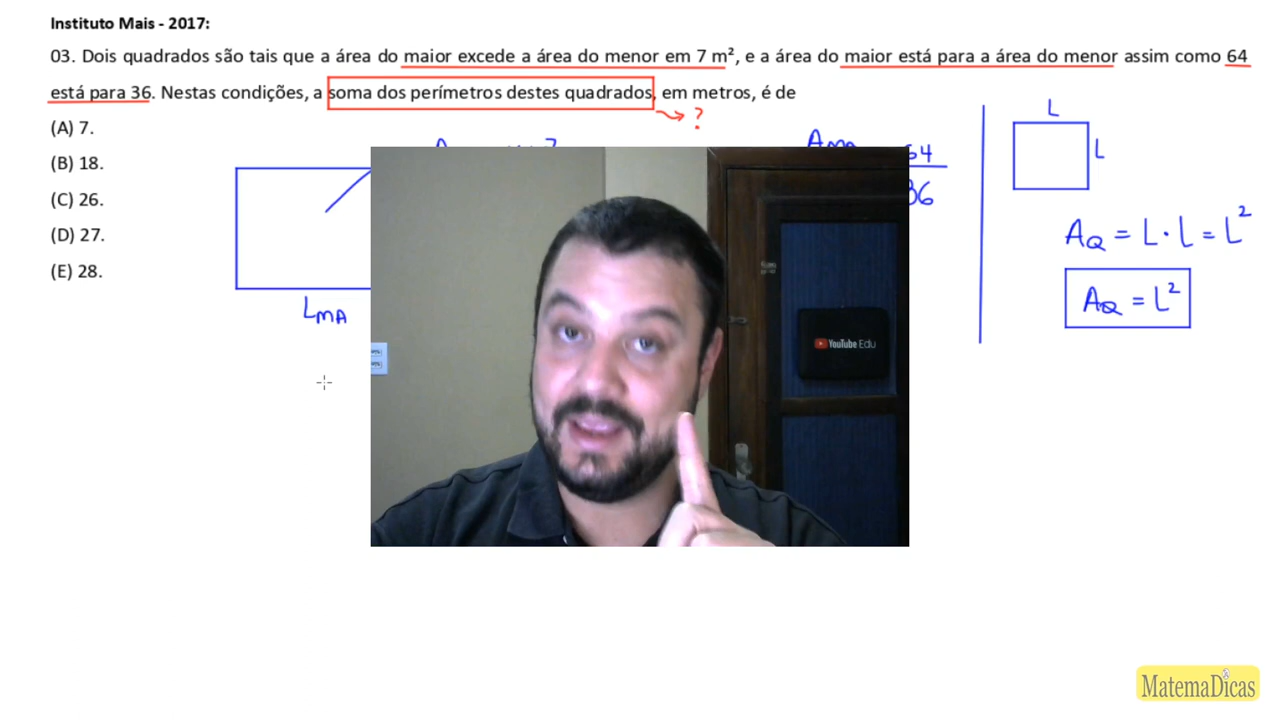 Instituto Mais - 2017:
03. Dois quadrados são tais que a área do maior excede a área do menor em 7 m², e a área do maior está para a área do menor assim como 64
está para 36. Nestas condições, a soma dos perímetros destes quadrados, em metros, é de
?
(A) 7.
(B) 18.
(C) 26.
(D) 27.
(E) 28.
L
L
L_MA
36
A_Q = L · L = L²
A_Q = L²
YouTube Edu
MatemaDicas